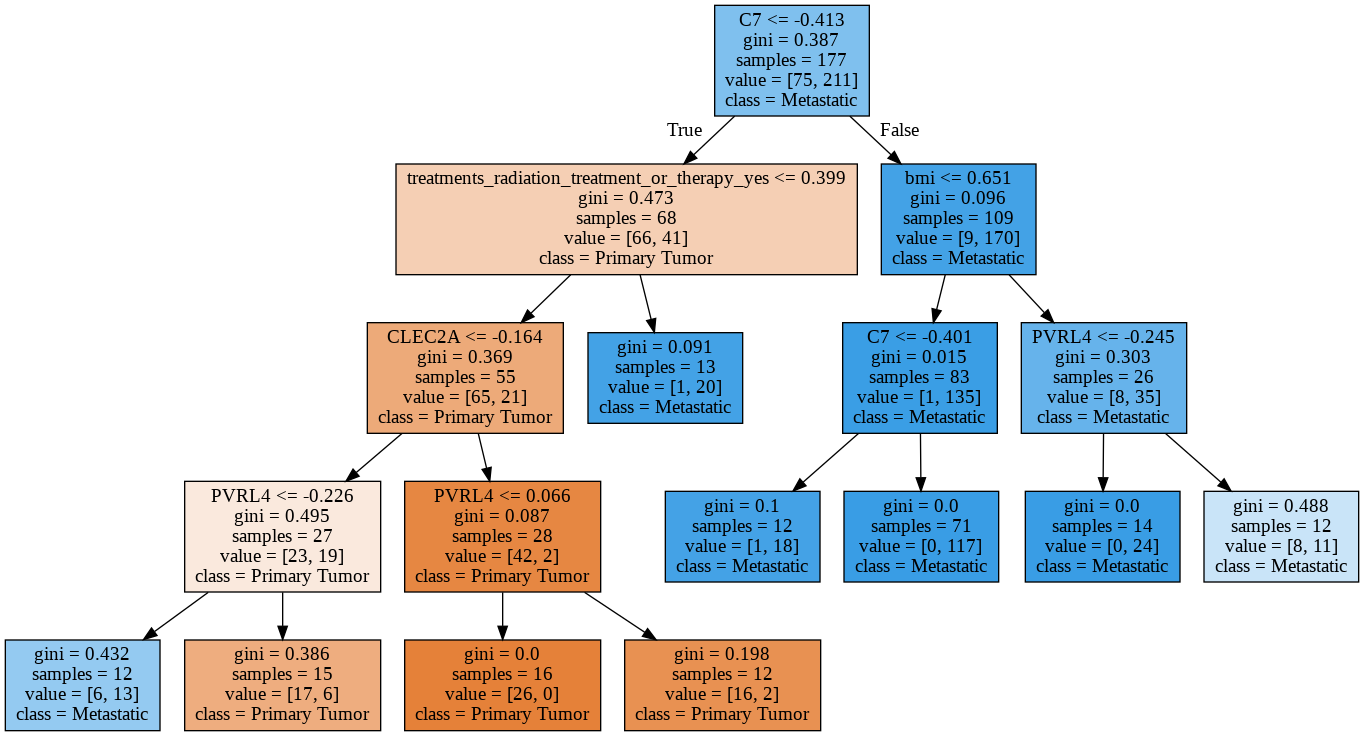 C7 <= -0.413
gini = 0.387
samples = 177
value = [75, 211]
class = Metastatic
True
False
treatments_radiation_treatment_or_therapy_yes <= 0.399
gini = 0.473
samples = 68
value = [66, 41]
class = Primary Tumor
bmi <= 0.651
gini = 0.096
samples = 109
value = [9, 170]
class = Metastatic
CLEC2A <= -0.164
gini = 0.369
samples = 55
value = [65, 21]
class = Primary Tumor
gini = 0.091
samples = 13
value = [1, 20]
class = Metastatic
C7 <= -0.401
gini = 0.015
samples = 83
value = [1, 135]
class = Metastatic
PVRL4 <= -0.245
gini = 0.303
samples = 26
value = [8, 35]
class = Metastatic
PVRL4 <= -0.226
gini = 0.495
samples = 27
value = [23, 19]
class = Primary Tumor
PVRL4 <= 0.066
gini = 0.087
samples = 28
value = [42, 2]
class = Primary Tumor
gini = 0.1
samples = 12
value = [1, 18]
class = Metastatic
gini = 0.0
samples = 71
value = [0, 117]
class = Metastatic
gini = 0.0
samples = 14
value = [0, 24]
class = Metastatic
gini = 0.488
samples = 12
value = [8, 11]
class = Metastatic
gini = 0.432
samples = 12
value = [6, 13]
class = Metastatic
gini = 0.386
samples = 15
value = [17, 6]
class = Primary Tumor
gini = 0.0
samples = 16
value = [26, 0]
class = Primary Tumor
gini = 0.198
samples = 12
value = [16, 2]
class = Primary Tumor